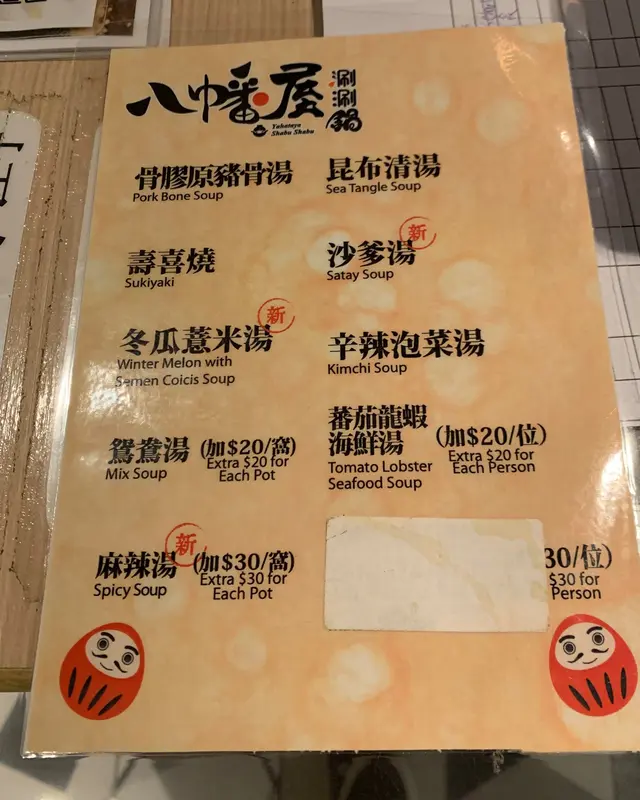 八幡屋
涮涮鍋
Yahataya
Shabu Shabu
骨膠原豬骨湯
Pork Bone Soup
昆布清湯
Sea Tangle Soup
壽喜燒
Sukiyaki
沙爹湯 新
Satay Soup
冬瓜薏米湯 新
Winter Melon with
Semen Coicis Soup
辛辣泡菜湯
Kimchi Soup
鴛鴦湯 (加$20/窩)
Mix Soup
Extra $20 for
Each Pot
蕃茄龍蝦
海鮮湯 (加$20/位)
Tomato Lobster
Seafood Soup
Extra $20 for
Each Person
麻辣湯 新 (加$30/窩)
Spicy Soup
Extra $30 for
Each Pot
30/位)
$30 for
Person